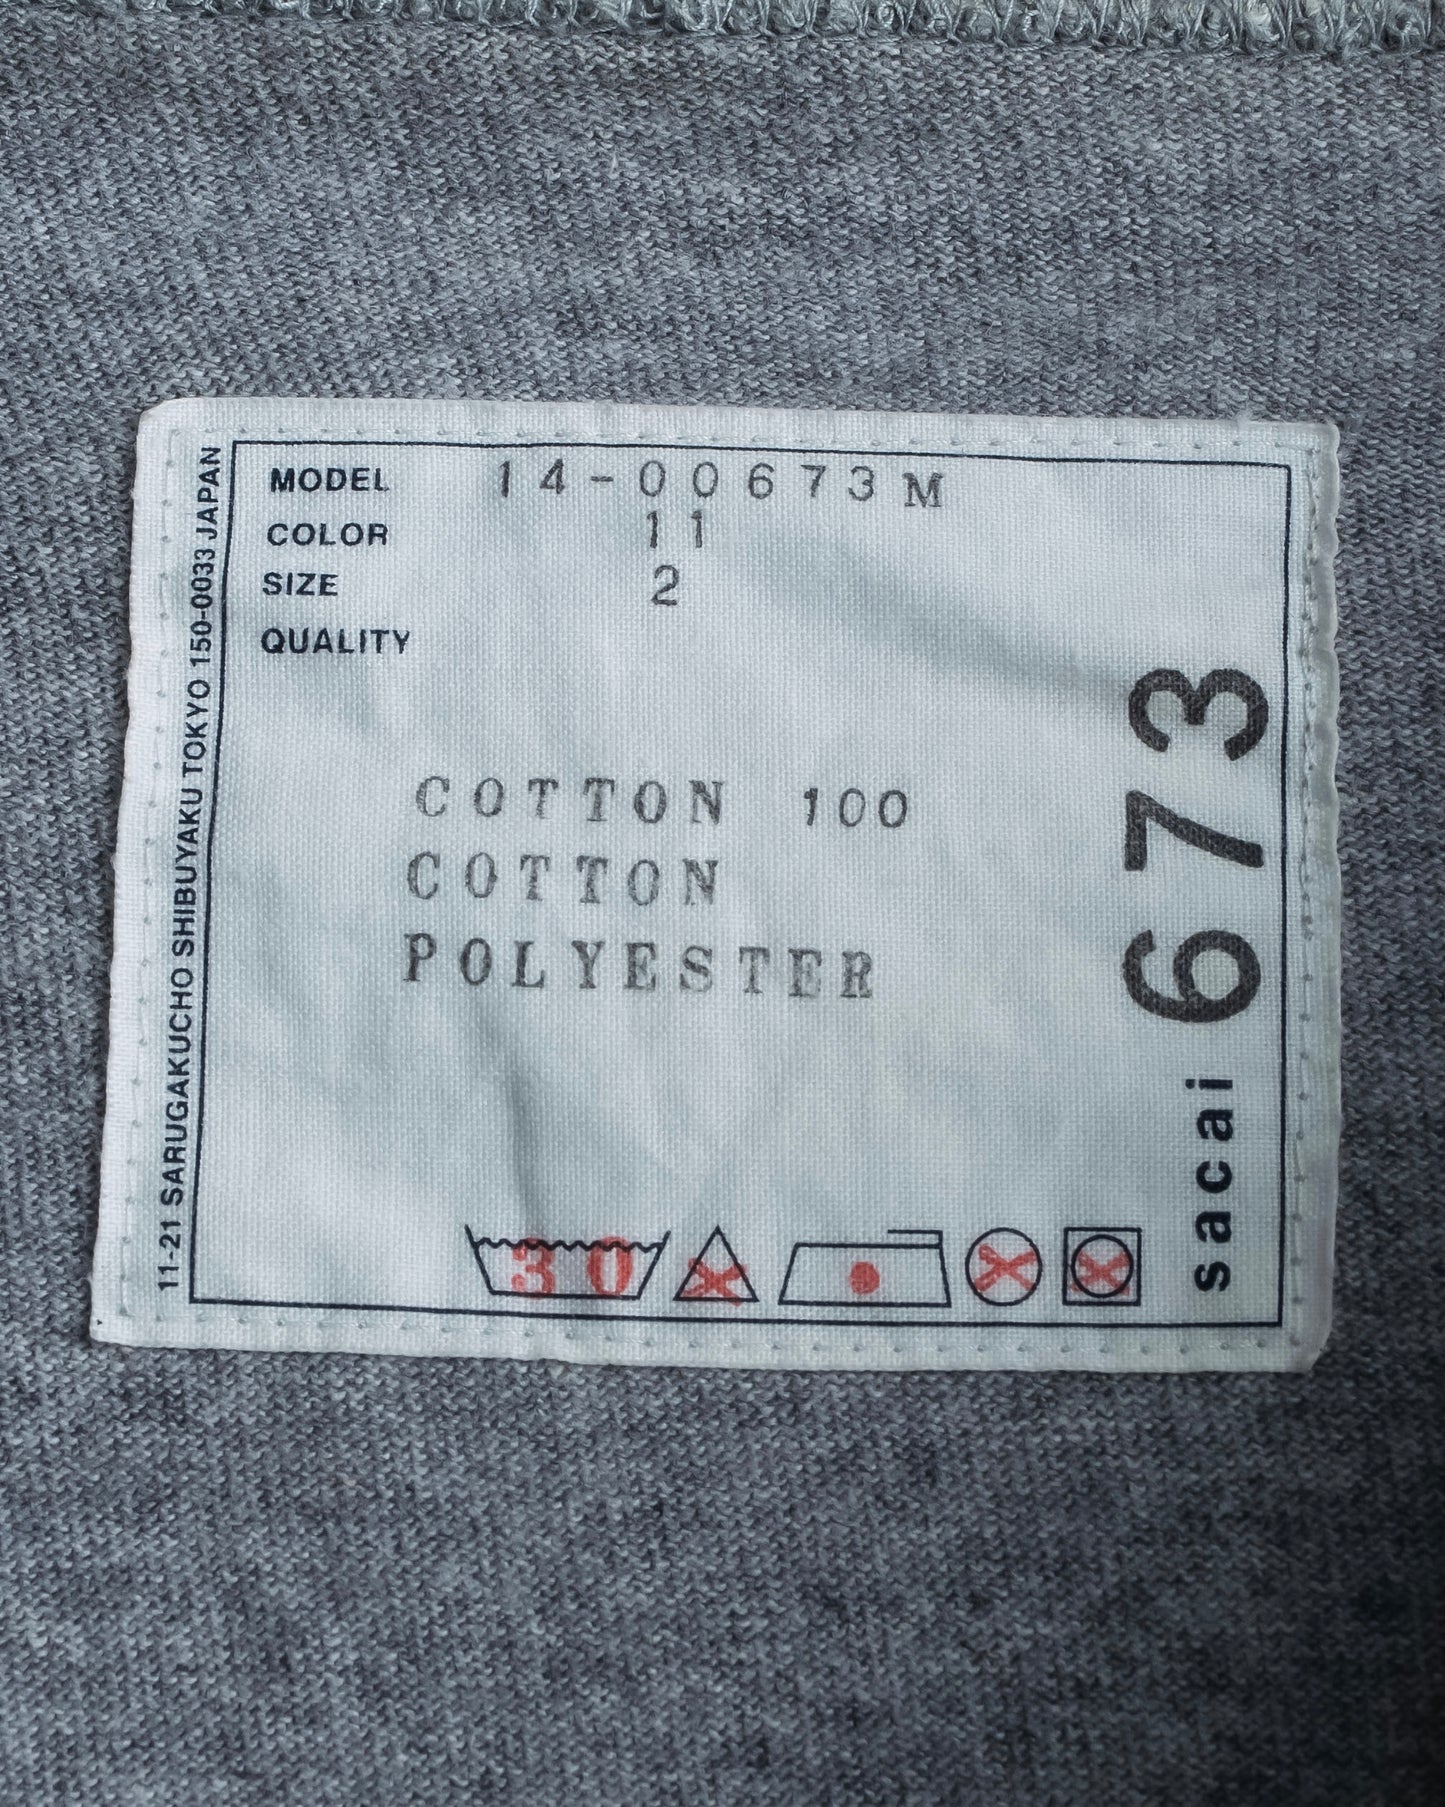 MODEL 14-00673M
COLOR 11
SIZE 2
QUALITY
COTTON 100
COTTON
POLYESTER
30
sacai 673
11-21 SARUGAKUCHO SHIBUYAKU TOKYO 150-0033 JAPAN